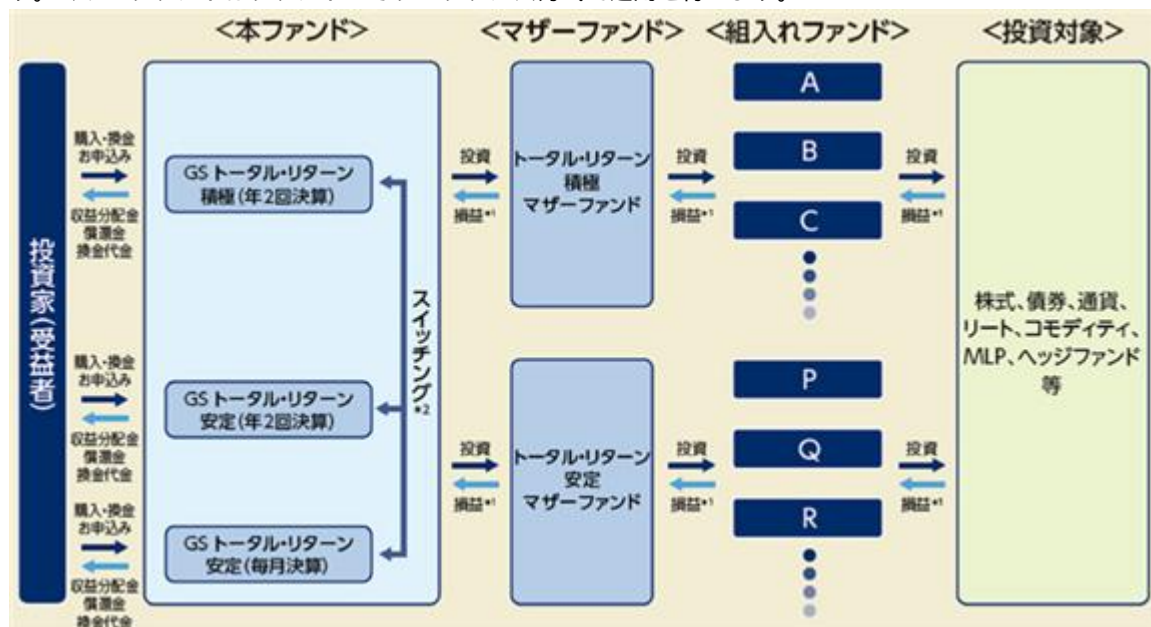 <本ファンド>
<マザーファンド>
<組入れファンド>
<投資対象>
投資家(受益者)
購入・換金
お申込み
収益分配金
償還金
換金代金
GS トータル・リターン
積極(年2回決算)
購入・換金
お申込み
収益分配金
償還金
換金代金
GS トータル・リターン
安定(年2回決算)
購入・換金
お申込み
収益分配金
償還金
換金代金
GS トータル・リターン
安定(毎月決算)
スイッチング*2
投資
損益*1
トータル・リターン
積極
マザーファンド
投資
損益*1
A
B
C
投資
損益*1
投資
損益*1
トータル・リターン
安定
マザーファンド
投資
損益*1
P
Q
R
投資
損益*1
株式、債券、通貨、
リート、コモディティ、
MLP、ヘッジファンド
等